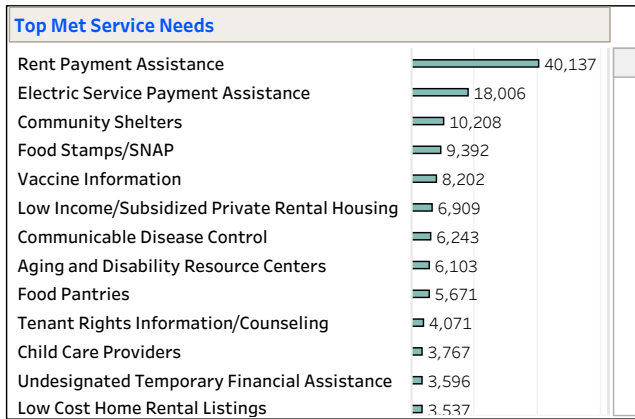 Top Met Service Needs
Rent Payment Assistance 40,137
Electric Service Payment Assistance 18,006
Community Shelters 10,208
Food Stamps/SNAP 9,392
Vaccine Information 8,202
Low Income/Subsidized Private Rental Housing 6,909
Communicable Disease Control 6,243
Aging and Disability Resource Centers 6,103
Food Pantries 5,671
Tenant Rights Information/Counseling 4,071
Child Care Providers 3,767
Undesignated Temporary Financial Assistance 3,596
Low Cost Home Rental Listings 3,537